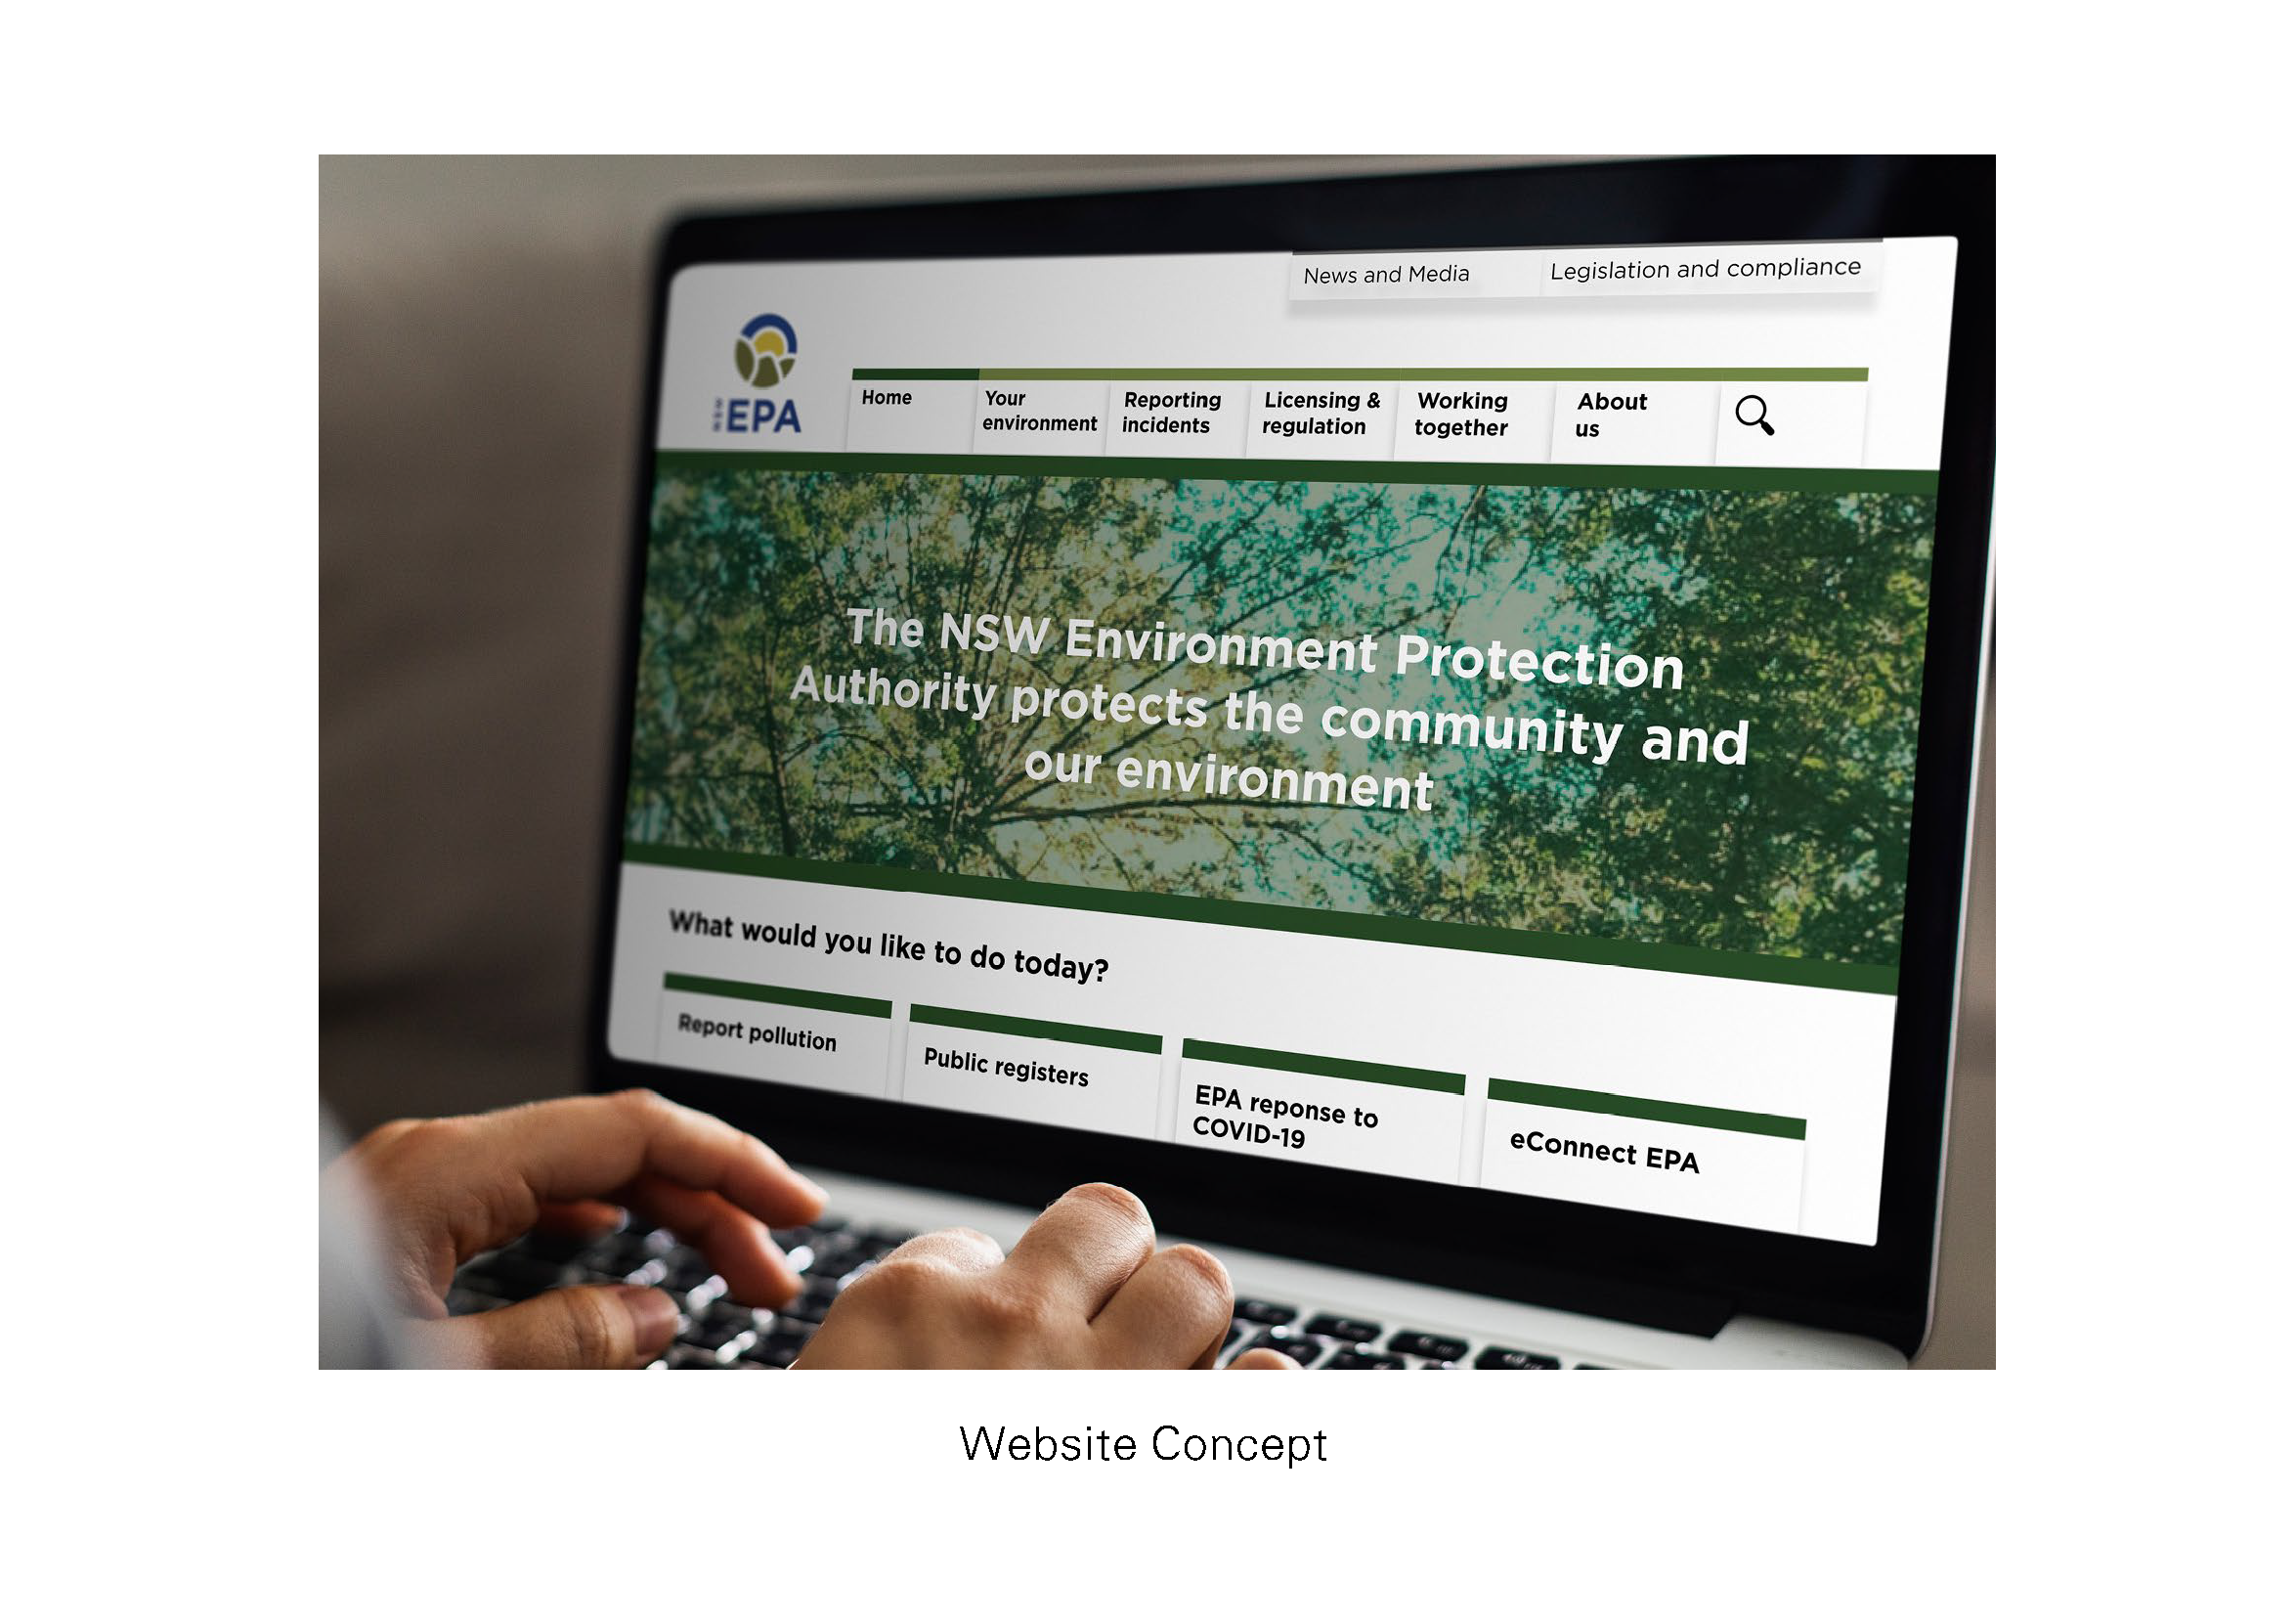 News and Media
Legislation and compliance
NSW
EPA
Home
Your
environment
Reporting
incidents
Licensing &
regulation
Working
together
About
us
The NSW Environment Protection
Authority protects the community and
our environment
What would you like to do today?
Report pollution
Public registers
EPA reponse to
COVID-19
eConnect EPA
Website Concept